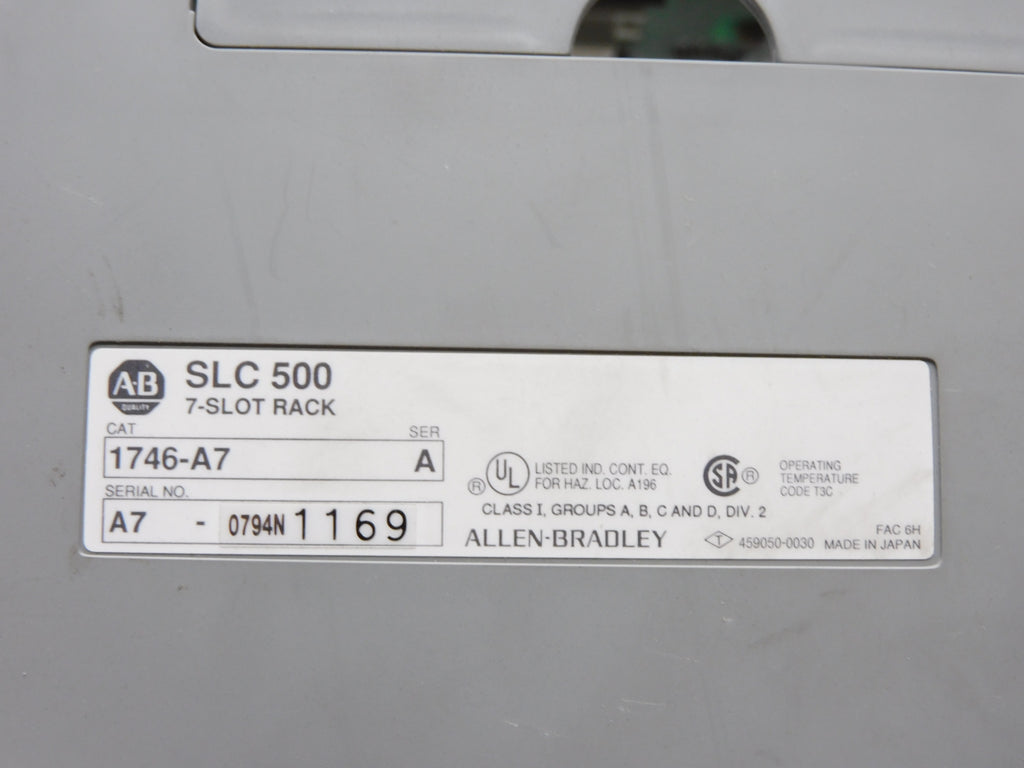 A-B
QUALITY
SLC 500
7-SLOT RACK
CAT SER
1746-A7 A
SERIAL NO.
A7 - 0794N 1169
® UL LISTED IND. CONT. EQ.
FOR HAZ. LOC. A196
SA ® OPERATING
TEMPERATURE
CODE T3C
CLASS I, GROUPS A, B, C AND D, DIV. 2
ALLEN-BRADLEY
T 459050-0030
FAC 6H
MADE IN JAPAN